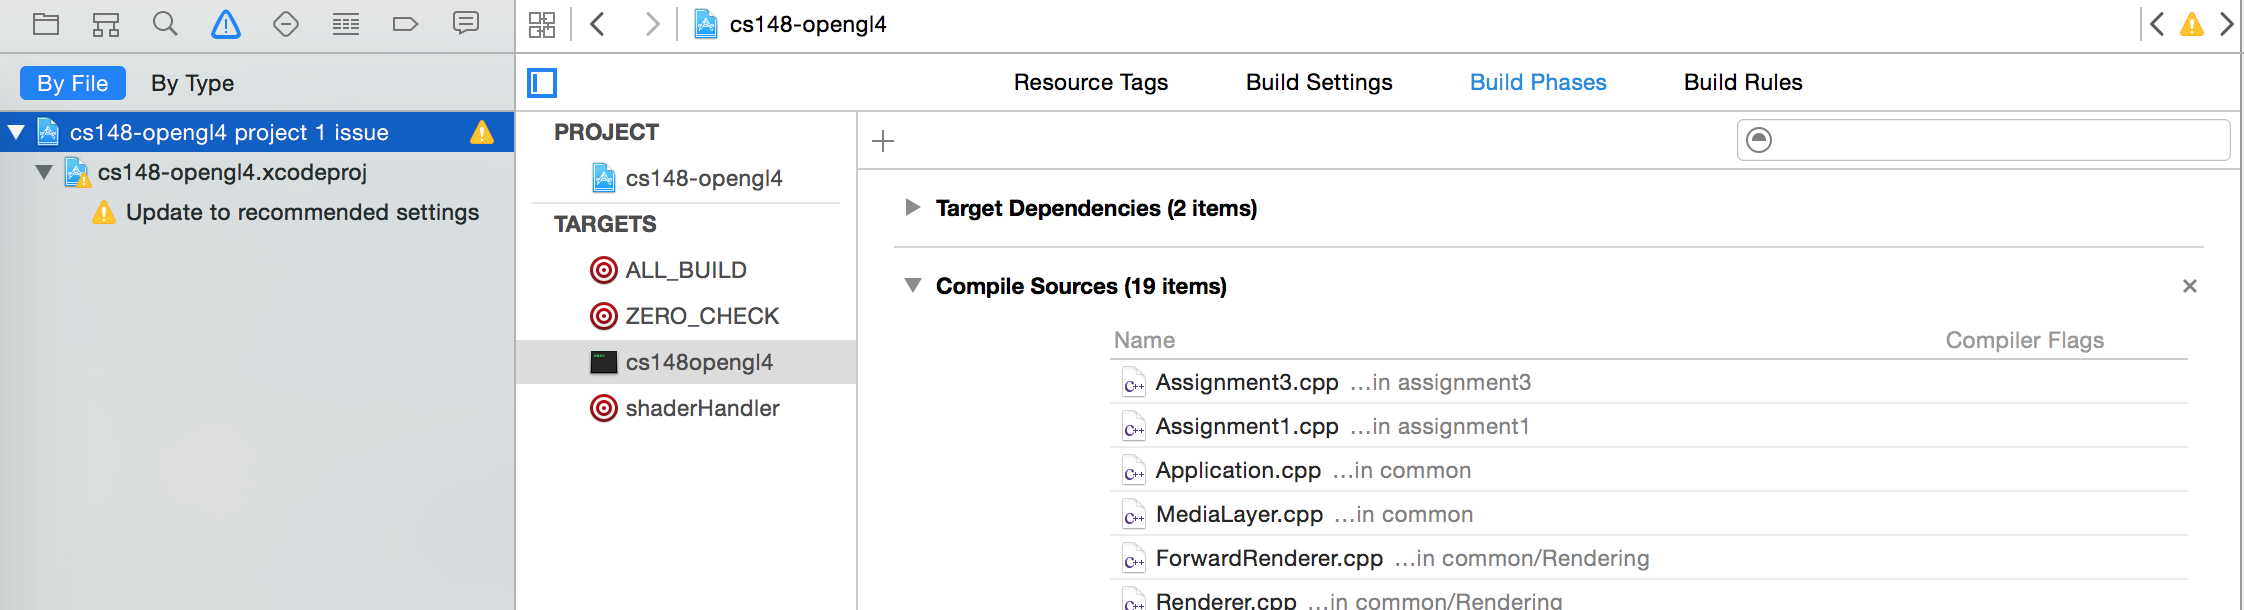 cs148-opengl4
By File By Type
Resource Tags Build Settings Build Phases Build Rules
cs148-opengl4 project 1 issue
cs148-opengl4.xcodeproj
Update to recommended settings
PROJECT
cs148-opengl4
TARGETS
ALL_BUILD
ZERO_CHECK
cs148opengl4
shaderHandler
Target Dependencies (2 items)
Compile Sources (19 items)
Name Compiler Flags
Assignment3.cpp ...in assignment3
Assignment1.cpp ...in assignment1
Application.cpp ...in common
MediaLayer.cpp ...in common
ForwardRenderer.cpp ...in common/Rendering
Renderer.cpp ...in common/Rendering